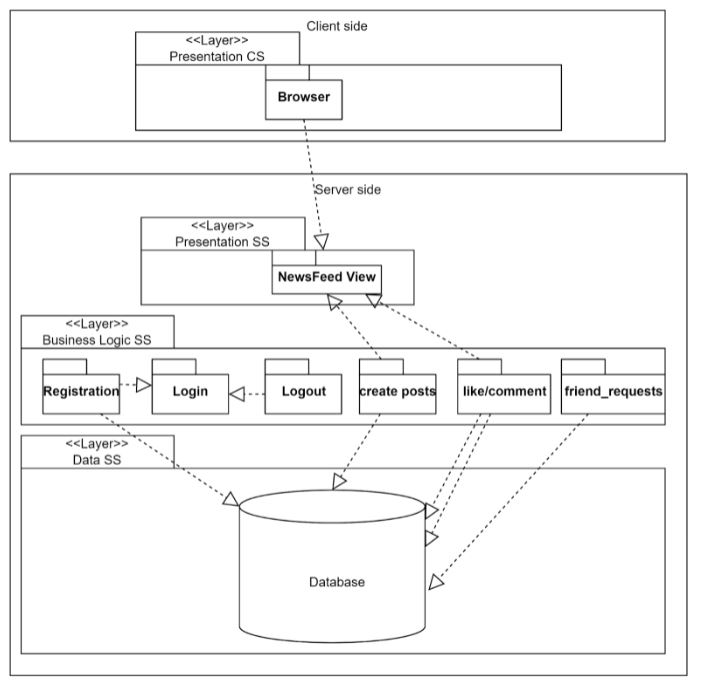 Client side
<<Layer>>
Presentation CS
Browser
Server side
<<Layer>>
Presentation SS
NewsFeed View
<<Layer>>
Business Logic SS
Registration
Login
Logout
create posts
like/comment
friend_requests
<<Layer>>
Data SS
Database